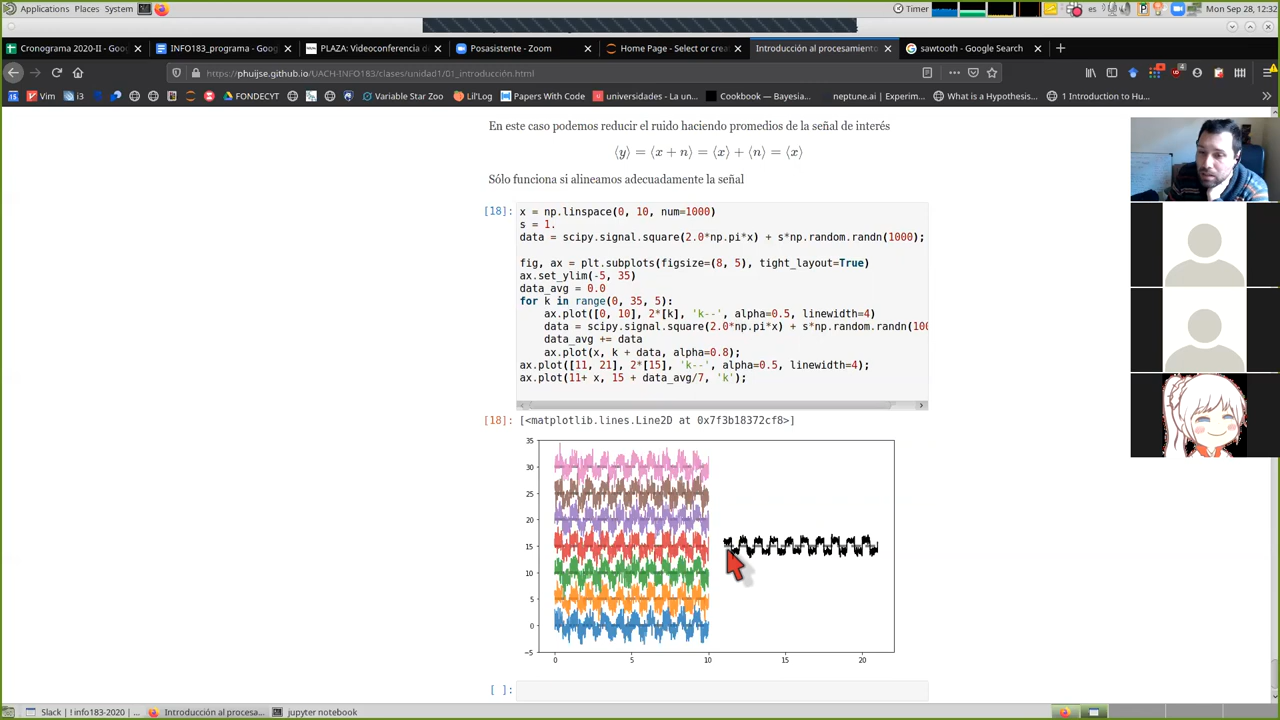 Applications Places System Timer es Mon Sep 28, 12:32
Cronograma 2020-II - Goog INFO183_programa - Goog PLAZA: Videoconferencia d Posasistente - Zoom Home Page - Select or crea Introducción al procesamiento sawtooth - Google Search
https://phuijse.github.io/UACH-INFO183/clases/unidad1/01_introducción.html
Vim i3 FONDECYT Variable Star Zoo Lil'Log Papers With Code universidades - La un... Cookbook — Bayesia... neptune.ai | Experim... What is a Hypothesis... 1 Introduction to Hu...
En este caso podemos reducir el ruido haciendo promedios de la señal de interés
⟨y⟩ = ⟨x + n⟩ = ⟨x⟩ + ⟨n⟩ = ⟨x⟩
Sólo funciona si alineamos adecuadamente la señal
[18]: x = np.linspace(0, 10, num=1000)
s = 1.
data = scipy.signal.square(2.0*np.pi*x) + s*np.random.randn(1000);
fig, ax = plt.subplots(figsize=(8, 5), tight_layout=True)
ax.set_ylim(-5, 35)
data_avg = 0.0
for k in range(0, 35, 5):
ax.plot([0, 10], 2*[k], 'k--', alpha=0.5, linewidth=4)
data = scipy.signal.square(2.0*np.pi*x) + s*np.random.randn(100
data_avg += data
ax.plot(x, k + data, alpha=0.8);
ax.plot([11, 21], 2*[15], 'k--', alpha=0.5, linewidth=4);
ax.plot(11+ x, 15 + data_avg/7, 'k');
[18]: [<matplotlib.lines.Line2D at 0x7f3b18372cf8>]
35
30
25
20
15
10
5
0
−5
0 5 10 15 20
[ ]:
Slack | ! info183-2020 | ... Introducción al procesa... jupyter notebook